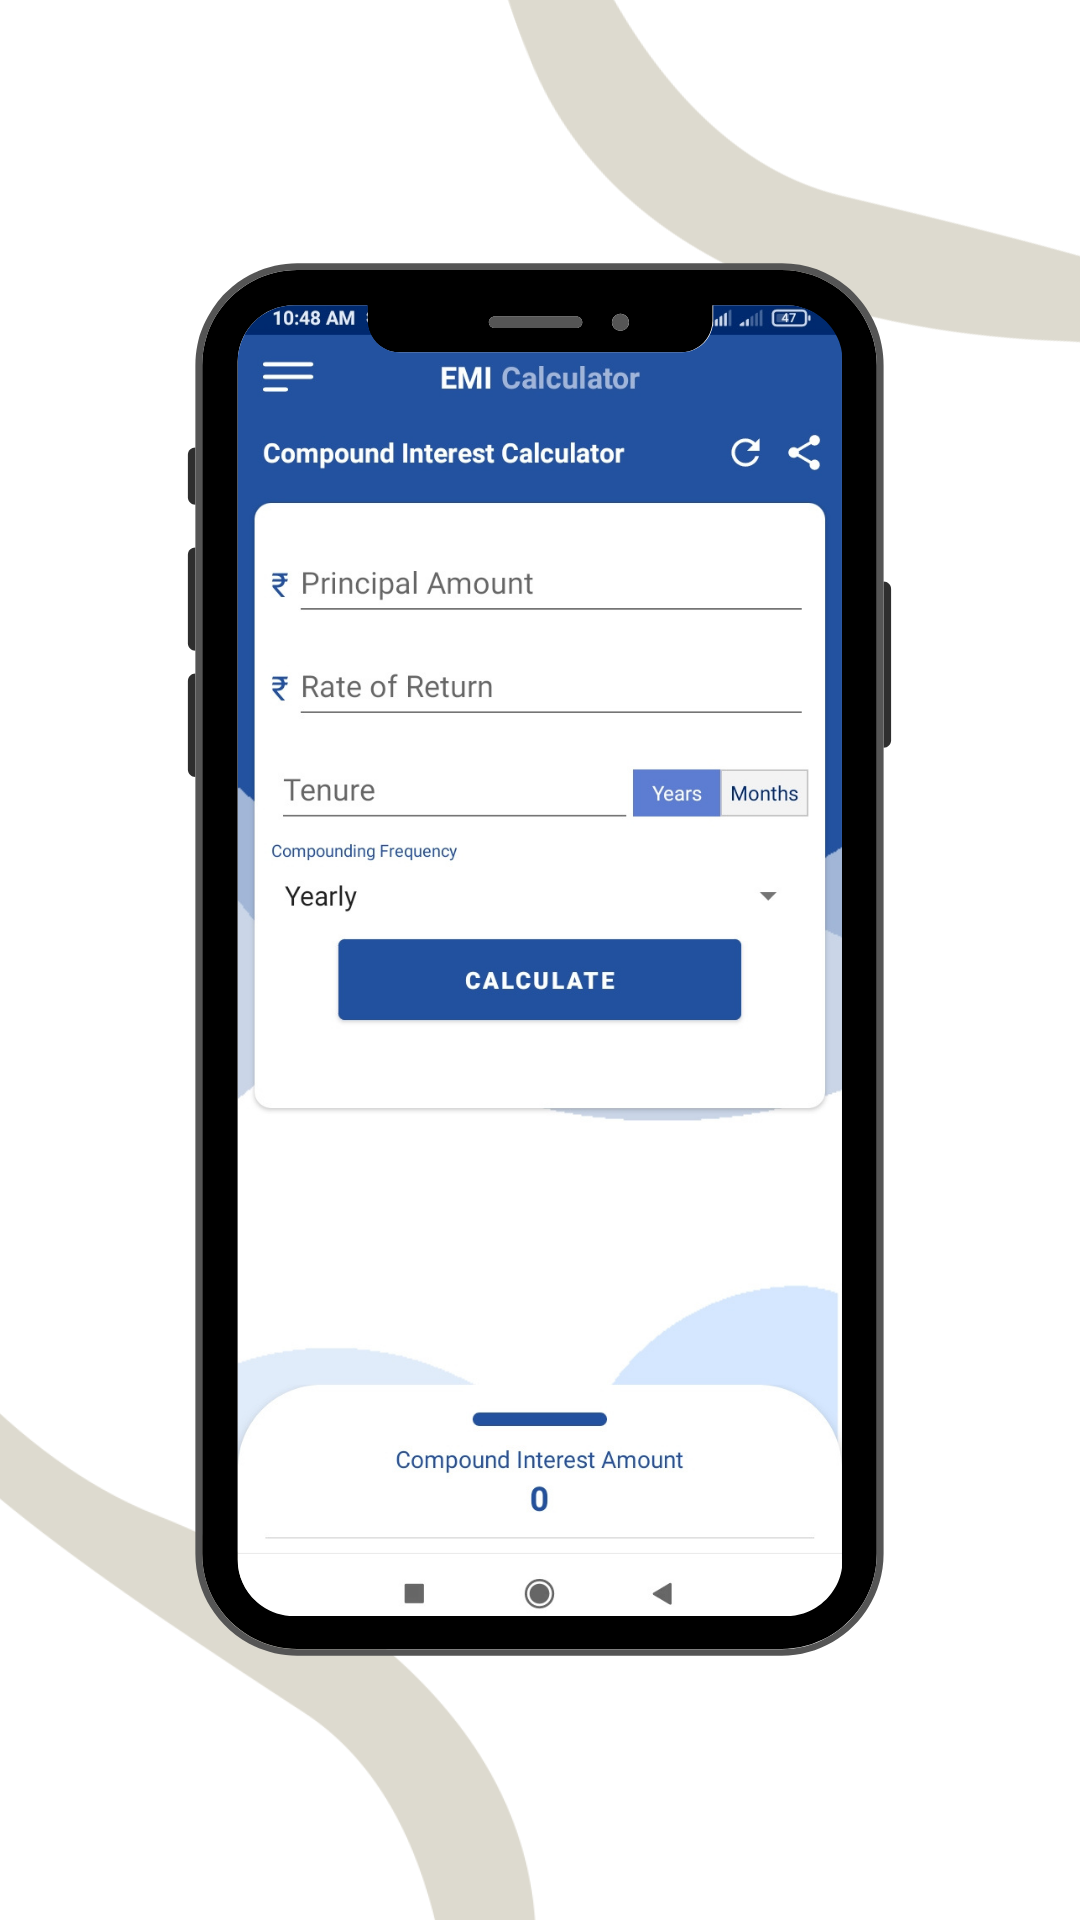 10:48 AM
47
EMI Calculator
Compound Interest Calculator
₹ Principal Amount
₹ Rate of Return
Tenure Years Months
Compounding Frequency
Yearly
CALCULATE
Compound Interest Amount
0